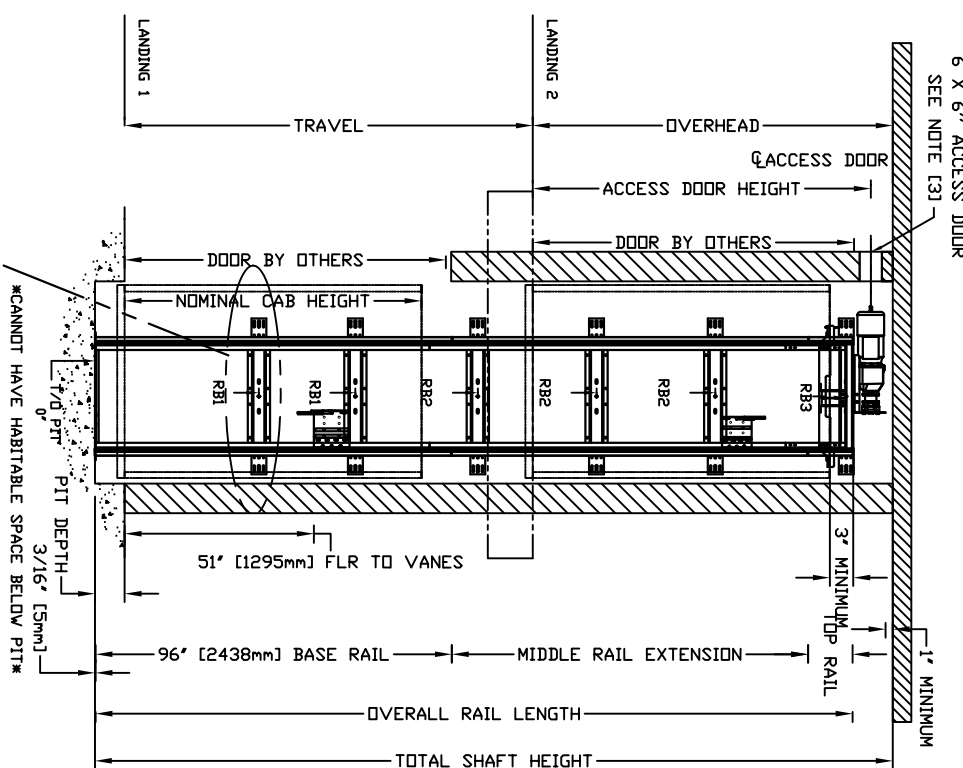 6 X 6" ACCESS DOOR
SEE NOTE [3]
LANDING 1
LANDING 2
TRAVEL
OVERHEAD
℄ACCESS DOOR
ACCESS DOOR HEIGHT
DOOR BY OTHERS
DOOR BY OTHERS
NOMINAL CAB HEIGHT
RB1
RB1
RB2
RB2
RB2
RB3
T/O PIT
0"
PIT DEPTH
3/16" [5mm]
*CANNOT HAVE HABITABLE SPACE BELOW PIT*
51" [1295mm] FLR TO VANES
3" MINIMUM
TOP RAIL
1" MINIMUM
96" [2438mm] BASE RAIL
MIDDLE RAIL EXTENSION
OVERALL RAIL LENGTH
TOTAL SHAFT HEIGHT